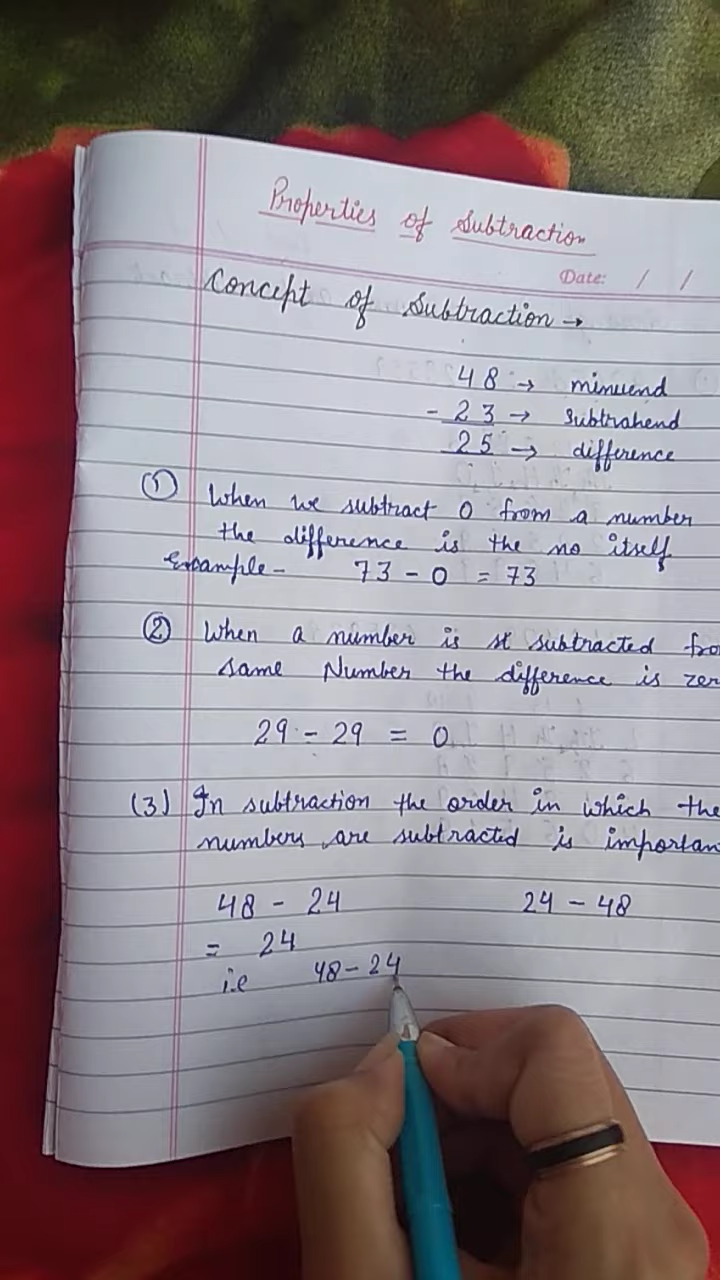 Properties of Subtraction
Date: / /
Concept of Subtraction →
48 → minuend
- 23 → Subtrahend
25 → difference
(1) When we subtract 0 from a number
the difference is the no itself.
Example - 73 - 0 = 73
(2) When a number is st subtracted fro
same Number the difference is zer
29 - 29 = 0
(3) In subtraction the order in which the
numbers are subtracted is importan
48 - 24 24 - 48
= 24
i.e 48 - 24